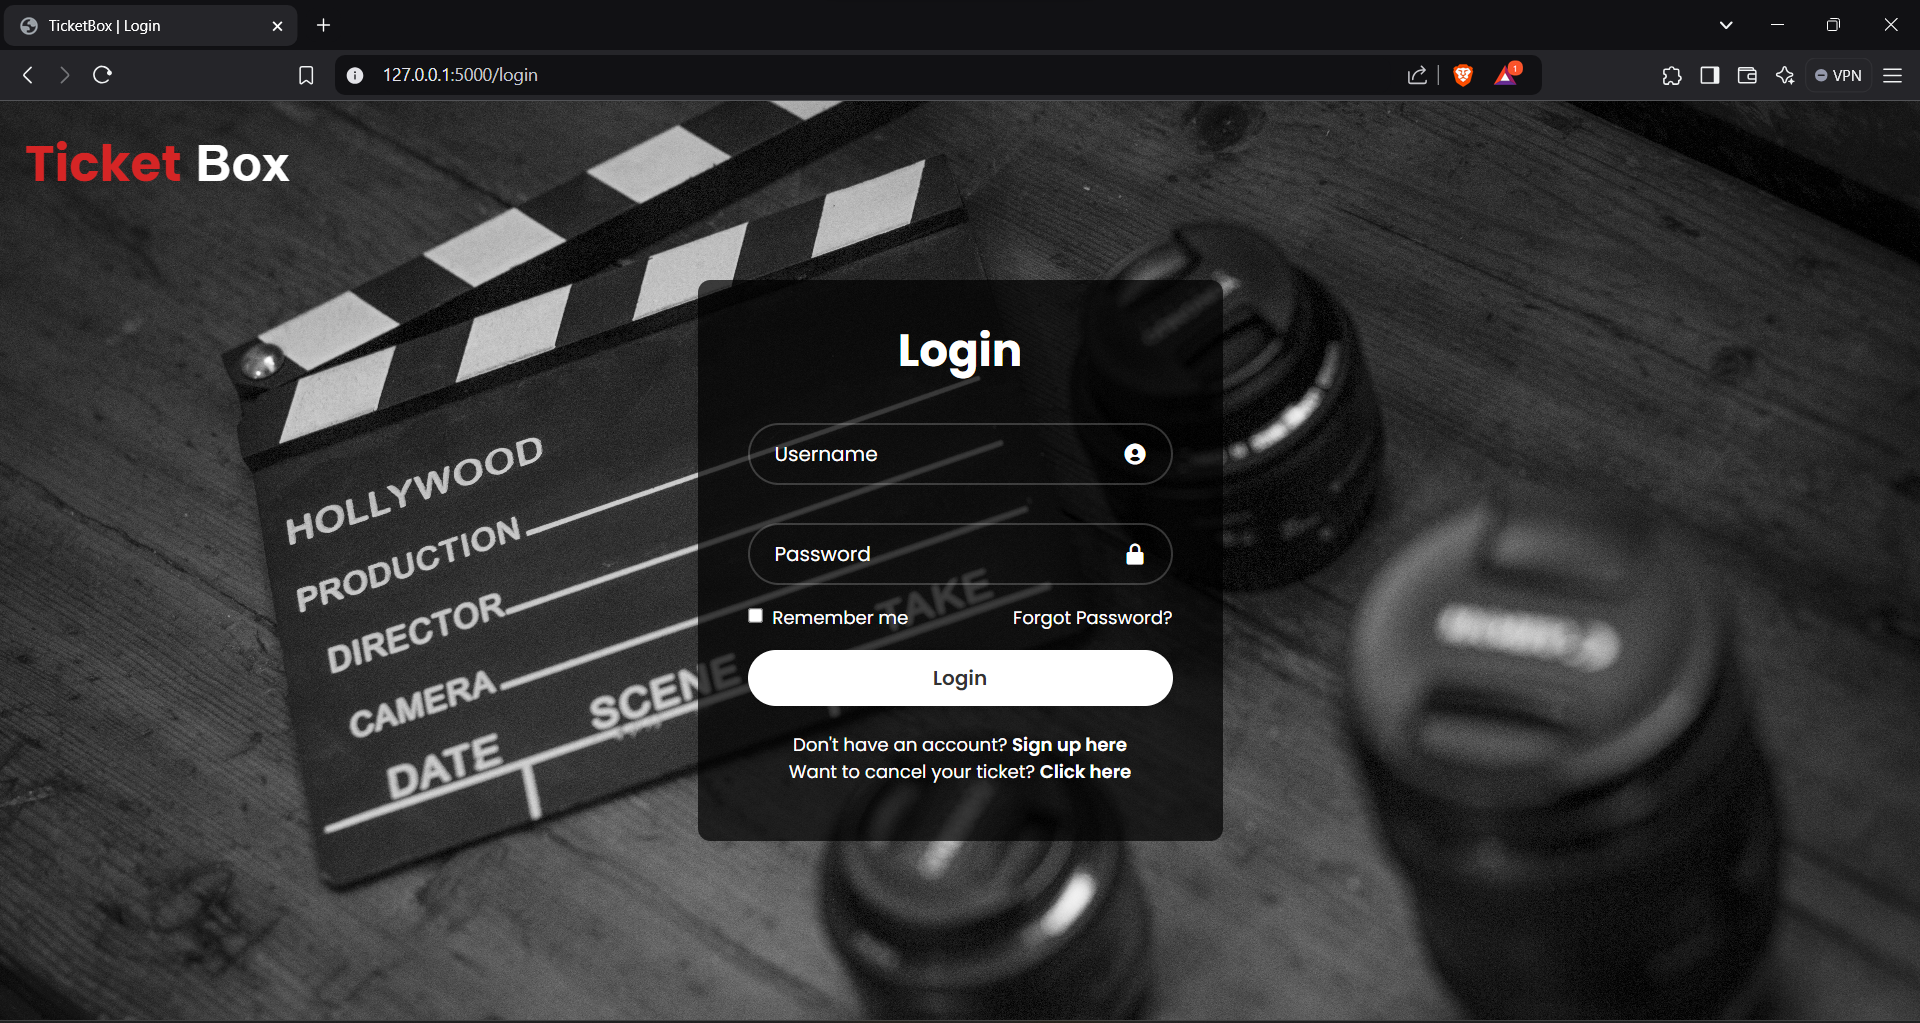 TicketBox | Login
127.0.0.1:5000/login
1
VPN
Ticket Box
Login
Username
Password
Remember me
Forgot Password?
Login
Don't have an account? Sign up here
Want to cancel your ticket? Click here
HOLLYWOOD
PRODUCTION
DIRECTOR
CAMERA
DATE
SCENE
TAKE